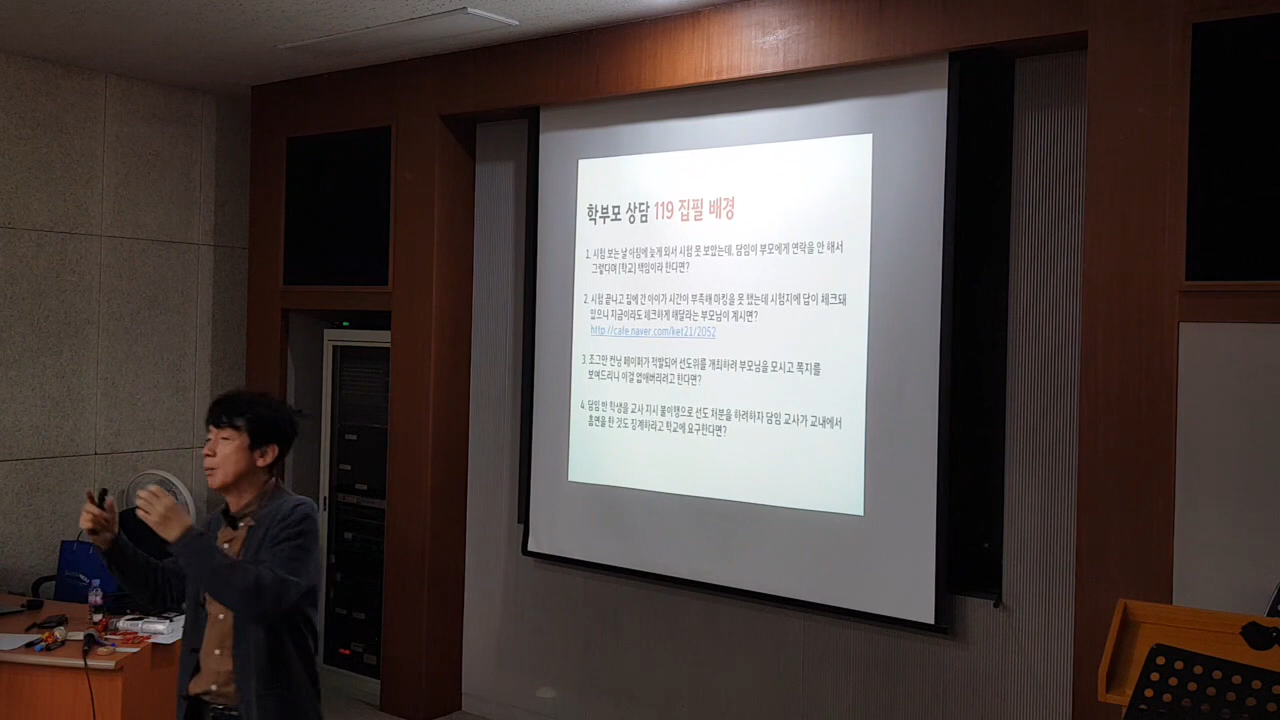 학부모 상담 119 집필 배경
1. 시험 보는 날 아침에 늦게 와서 시험 못 보았는데, 담임이 부모에게 연락을 안 해서
그렇다며 [학교] 책임이라 한다면?
2. 시험 끝나고 집에 간 아이가 시간이 부족해 마킹을 못 했는데 시험지에 답이 체크돼
있으니 지금이라도 체크하게 해달라는 부모님이 계시면?
http://cafe.naver.com/ket21/2052
3. 조그만 컨닝 페이퍼가 적발되어 선도위를 개최하려 부모님을 모시고 쪽지를
보여드리니 이걸 없애버리려고 한다면?
4. 담임 반 학생을 교사 지시 불이행으로 선도 처분을 하려하자 담임 교사가 교내에서
흡연을 한 것도 징계하라고 학교에 요구한다면?